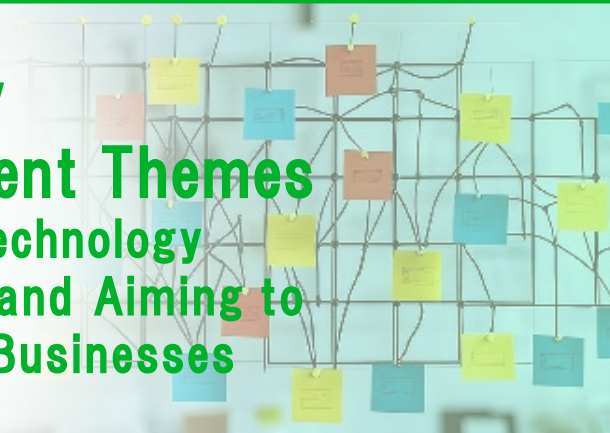 y
ent Themes
echnology
and Aiming to
Businesses